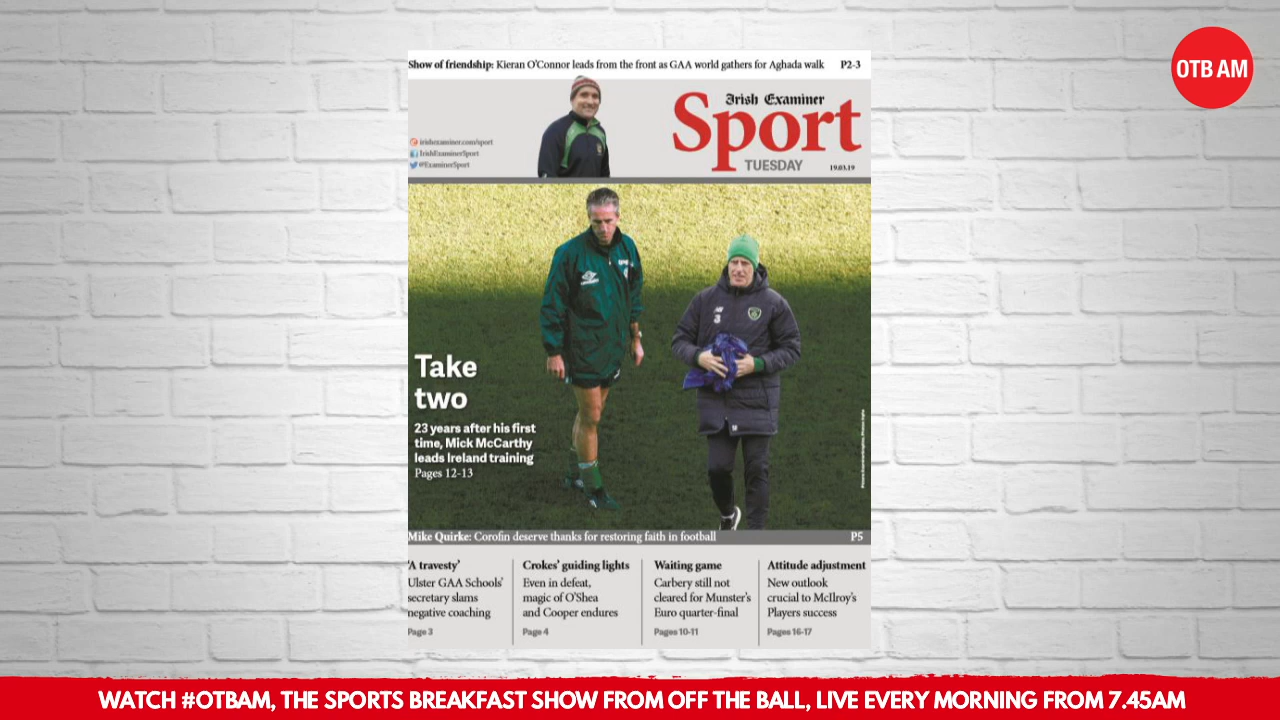 OTB AM
Show of friendship: Kieran O'Connor leads from the front as GAA world gathers for Aghada walk P2-3
Irish Examiner
Sport
TUESDAY 19.03.19
irishexaminer.com/sport
IrishExaminerSport
@ExaminerSport
Take
two
23 years after his first
time, Mick McCarthy
leads Ireland training
Pages 12-13
Mike Quirke: Corofin deserve thanks for restoring faith in football P5
'A travesty'
Ulster GAA Schools'
secretary slams
negative coaching
Page 3
Crokes' guiding lights
Even in defeat,
magic of O'Shea
and Cooper endures
Page 4
Waiting game
Carbery still not
cleared for Munster's
Euro quarter-final
Pages 10-11
Attitude adjustment
New outlook
crucial to McIlroy's
Players success
Pages 16-17
WATCH #OTBAM, THE SPORTS BREAKFAST SHOW FROM OFF THE BALL, LIVE EVERY MORNING FROM 7.45AM